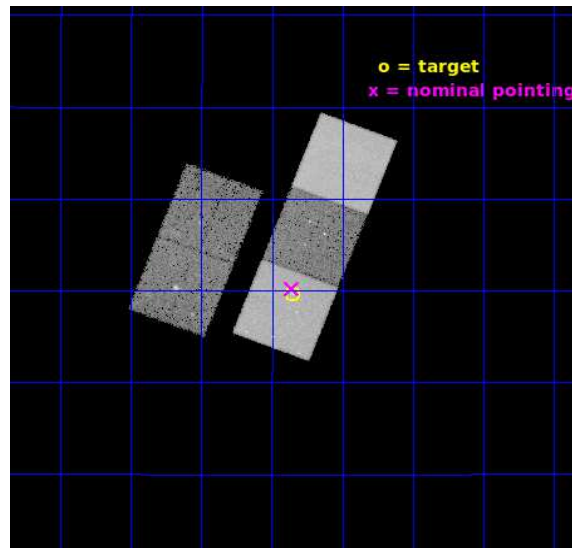 o = target
x = nominal pointing